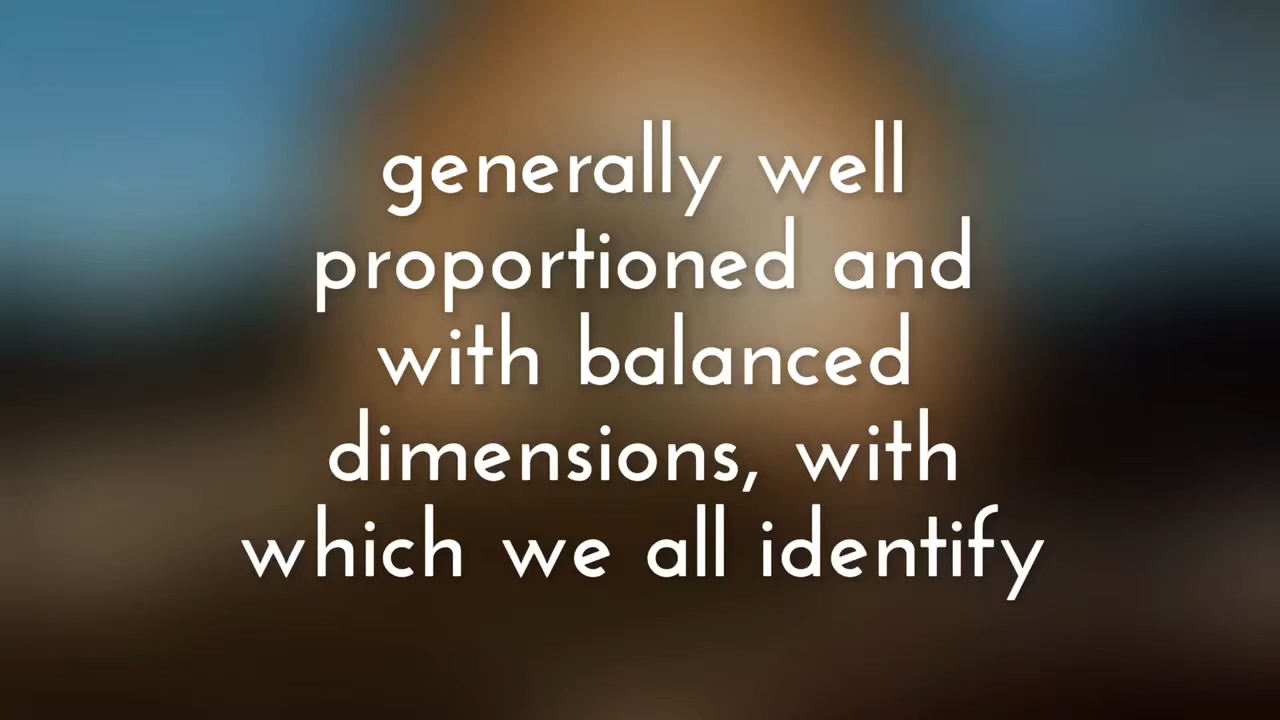 generally well
proportioned and
with balanced
dimensions, with
which we all identify